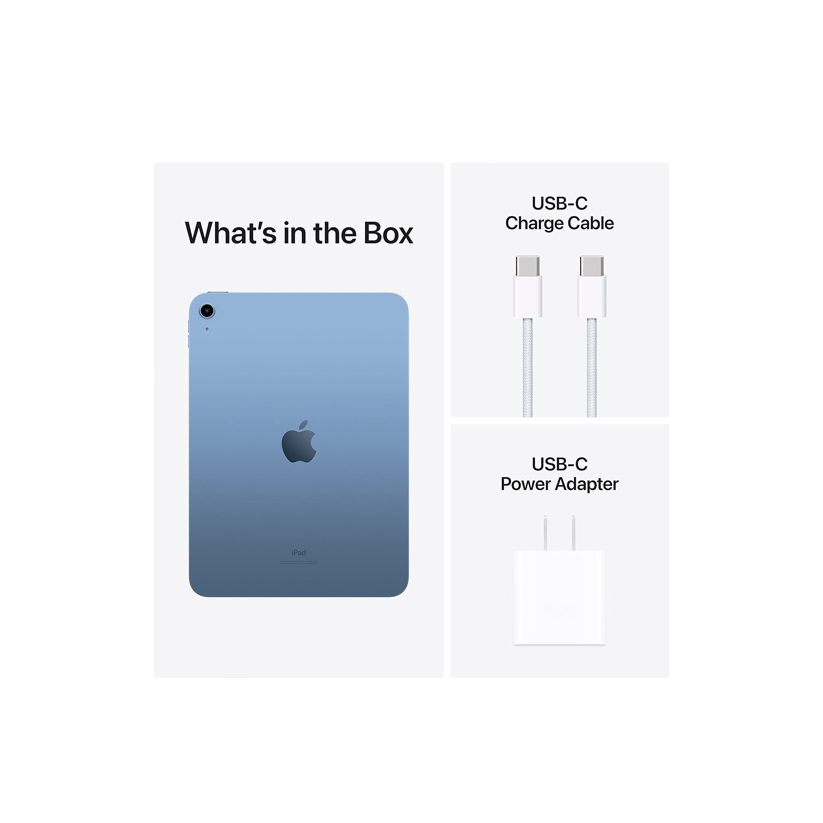 What's in the Box
iPad
USB-C
Charge Cable
USB-C
Power Adapter